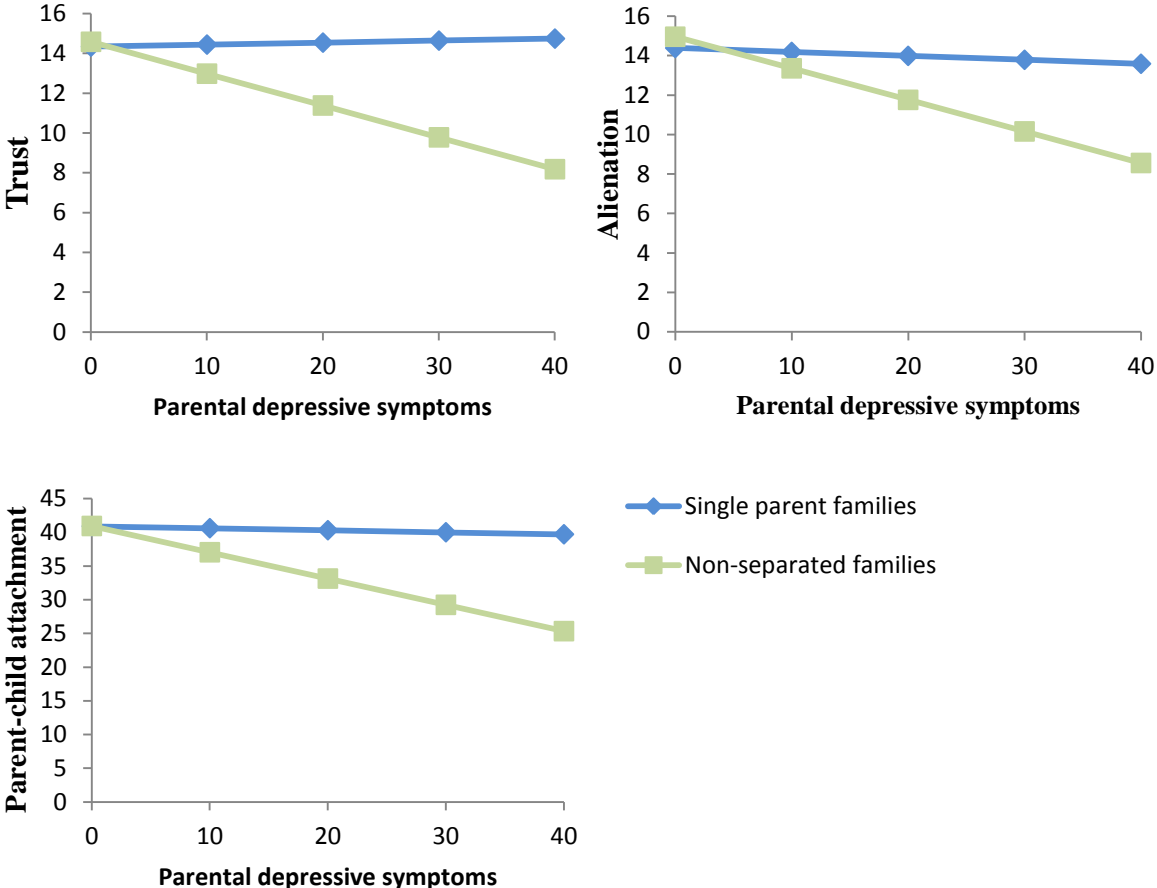 Trust
16
14
12
10
8
6
4
2
0
0 10 20 30 40
Parental depressive symptoms
Alienation
16
14
12
10
8
6
4
2
0
0 10 20 30 40
Parental depressive symptoms
Parent-child attachment
45
40
35
30
25
20
15
10
5
0
0 10 20 30 40
Parental depressive symptoms
Single parent families
Non-separated families